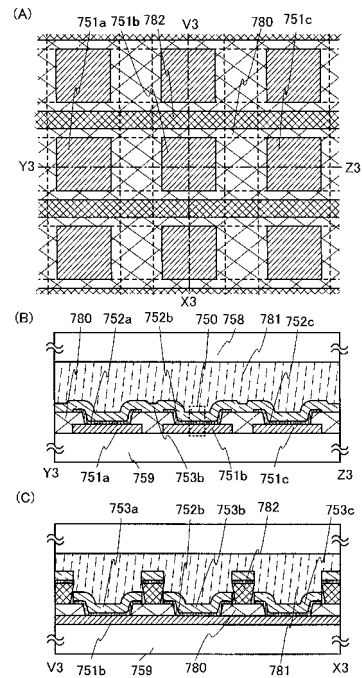 (A)
751a 751b 782 V3 780 751c
Y3 Z3
X3
(B)
780 752a 752b 750 758 781 752c
Y3 751a 759 753b 751b 751c Z3
(C)
753a 752b 753b 782 753c
V3 751b 759 780 781 X3